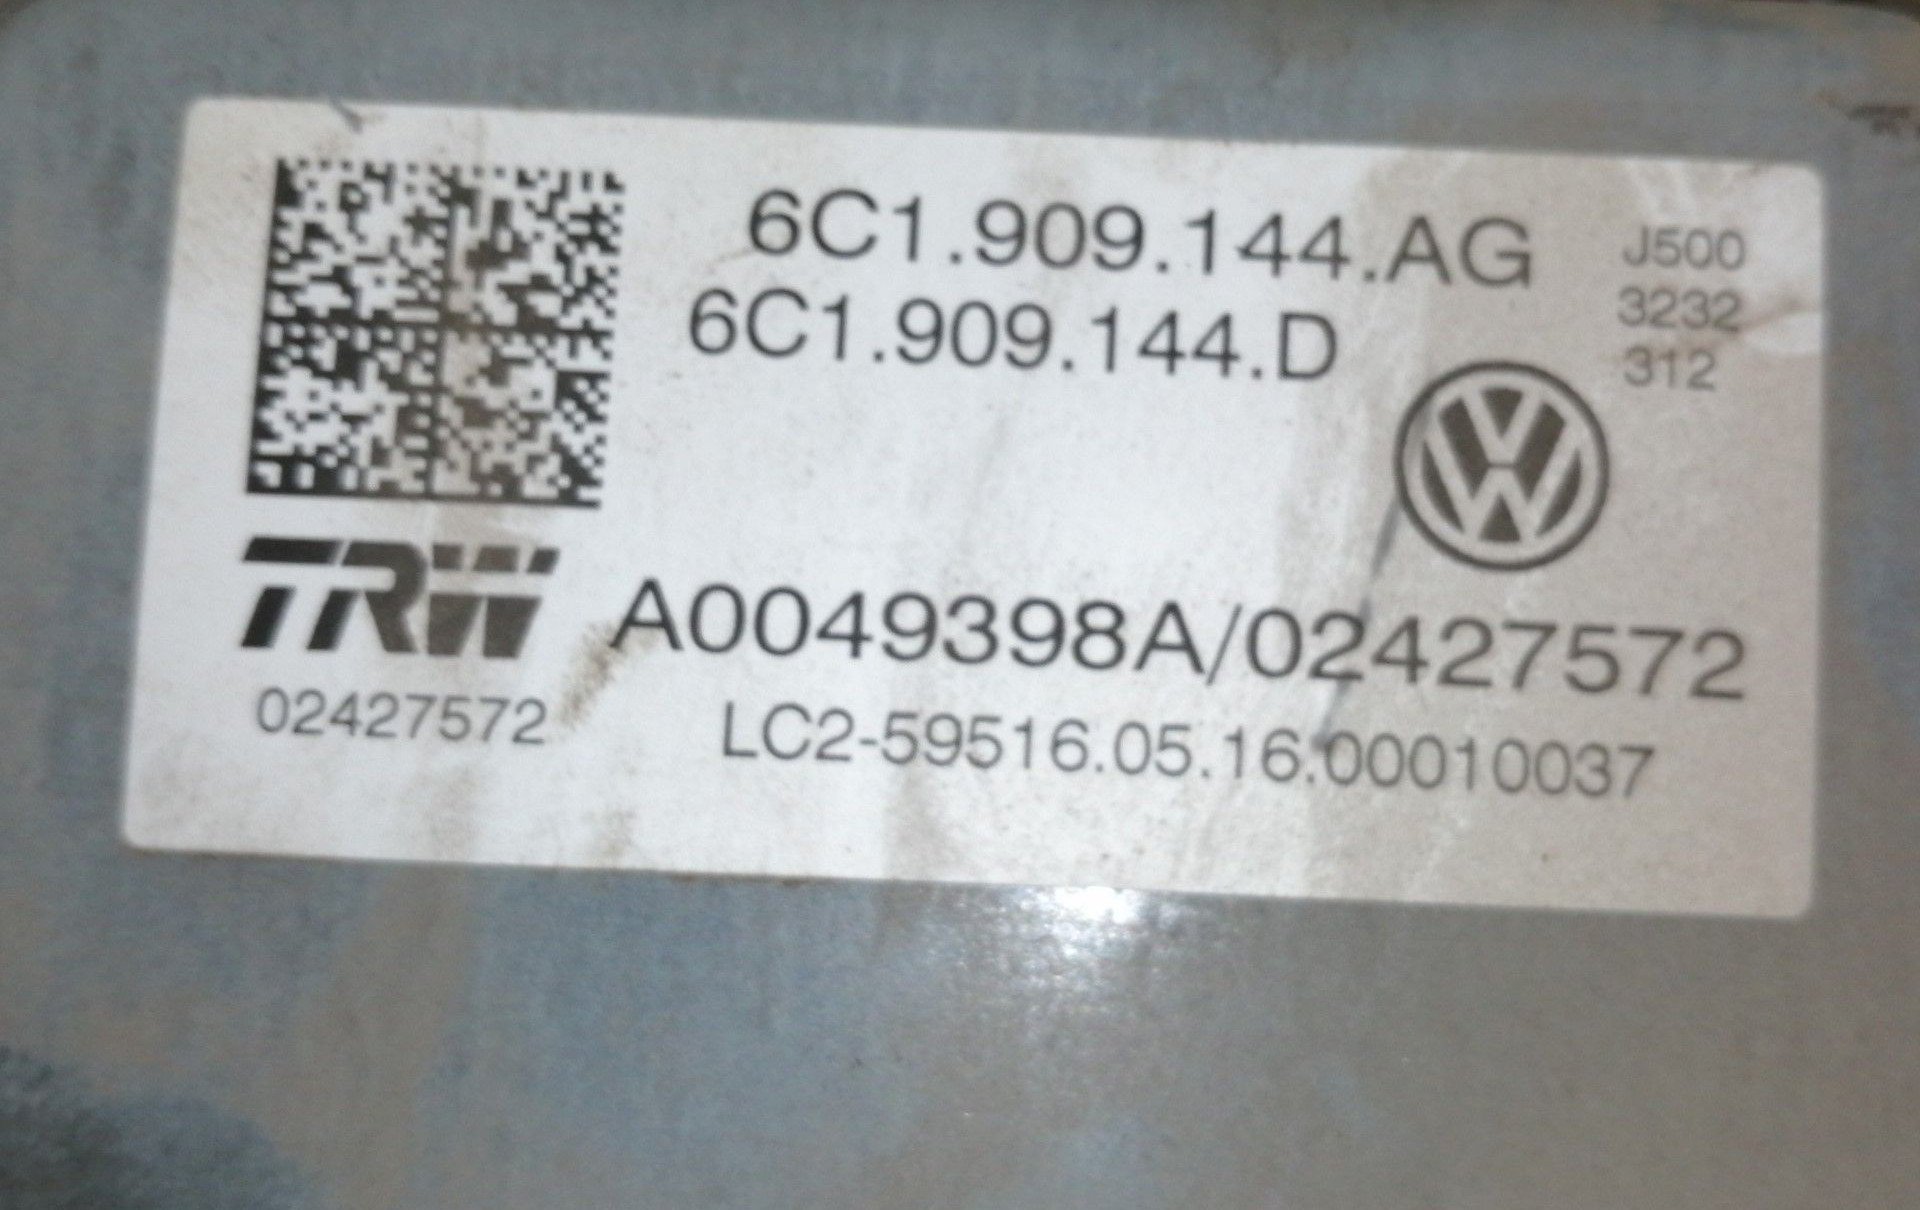 6C1.909.144.AG
6C1.909.144.D
J500
3232
312
TRW
A0049398A/02427572
02427572
LC2-59516.05.16.00010037